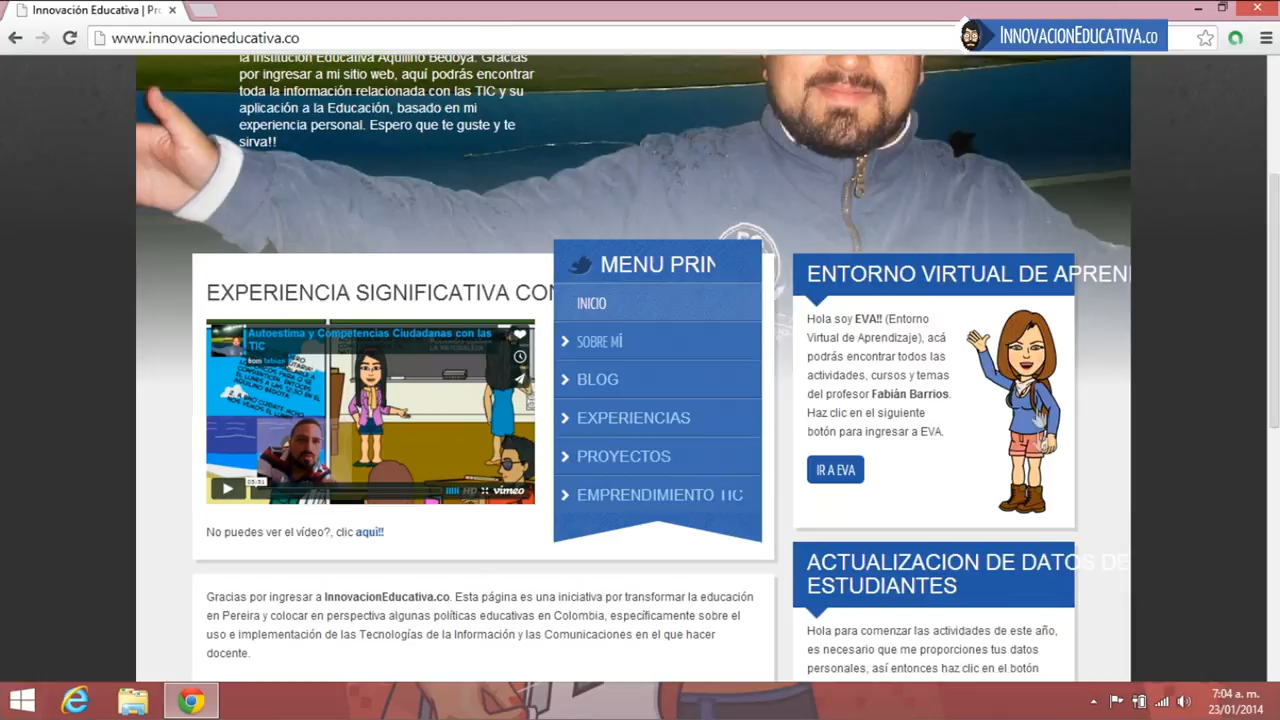 Innovación Educativa | Pro
www.innovacioneducativa.co
INNOVACIONEDUCATIVA.CO
la Institución Educativa Aquilino Bedoya. Gracias
por ingresar a mi sitio web, aquí podrás encontrar
toda la información relacionada con las TIC y su
aplicación a la Educación, basado en mi
experiencia personal. Espero que te guste y te
sirva!!
EXPERIENCIA SIGNIFICATIVA CON
Autoestima y Competencias Ciudadanas con las
TIC
from fabian
05:51
HD
vimeo
No puedes ver el vídeo?, clic aquí!!
MENU PRIN
INICIO
SOBRE MÍ
BLOG
EXPERIENCIAS
PROYECTOS
EMPRENDIMIENTO TIC
Gracias por ingresar a InnovacionEducativa.co. Esta página es una iniciativa por transformar la educación
en Pereira y colocar en perspectiva algunas políticas educativas en Colombia, específicamente sobre el
uso e implementación de las Tecnologías de la Información y las Comunicaciones en el que hacer
docente.
ENTORNO VIRTUAL DE APREN
Hola soy EVA!! (Entorno
Virtual de Aprendizaje), acá
podrás encontrar todos las
actividades, cursos y temas
del profesor Fabián Barrios.
Haz clic en el siguiente
botón para ingresar a EVA.
IR A EVA
ACTUALIZACION DE DATOS DE
ESTUDIANTES
Hola para comenzar las actividades de este año,
es necesario que me proporciones tus datos
personales, así entonces haz clic en el botón
7:04 a. m.
23/01/2014